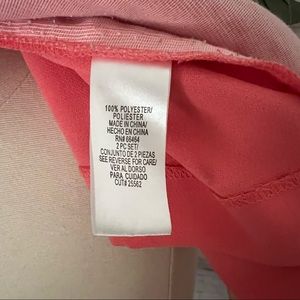 100% POLYESTER/
POLIESTER
MADE IN CHINA/
HECHO EN CHINA
RN# 66464
2 PC SET/
CONJUNTO DE 2 PIEZAS
SEE REVERSE FOR CARE/
VER AL DORSO
PARA CUIDADO
CUT# 25562